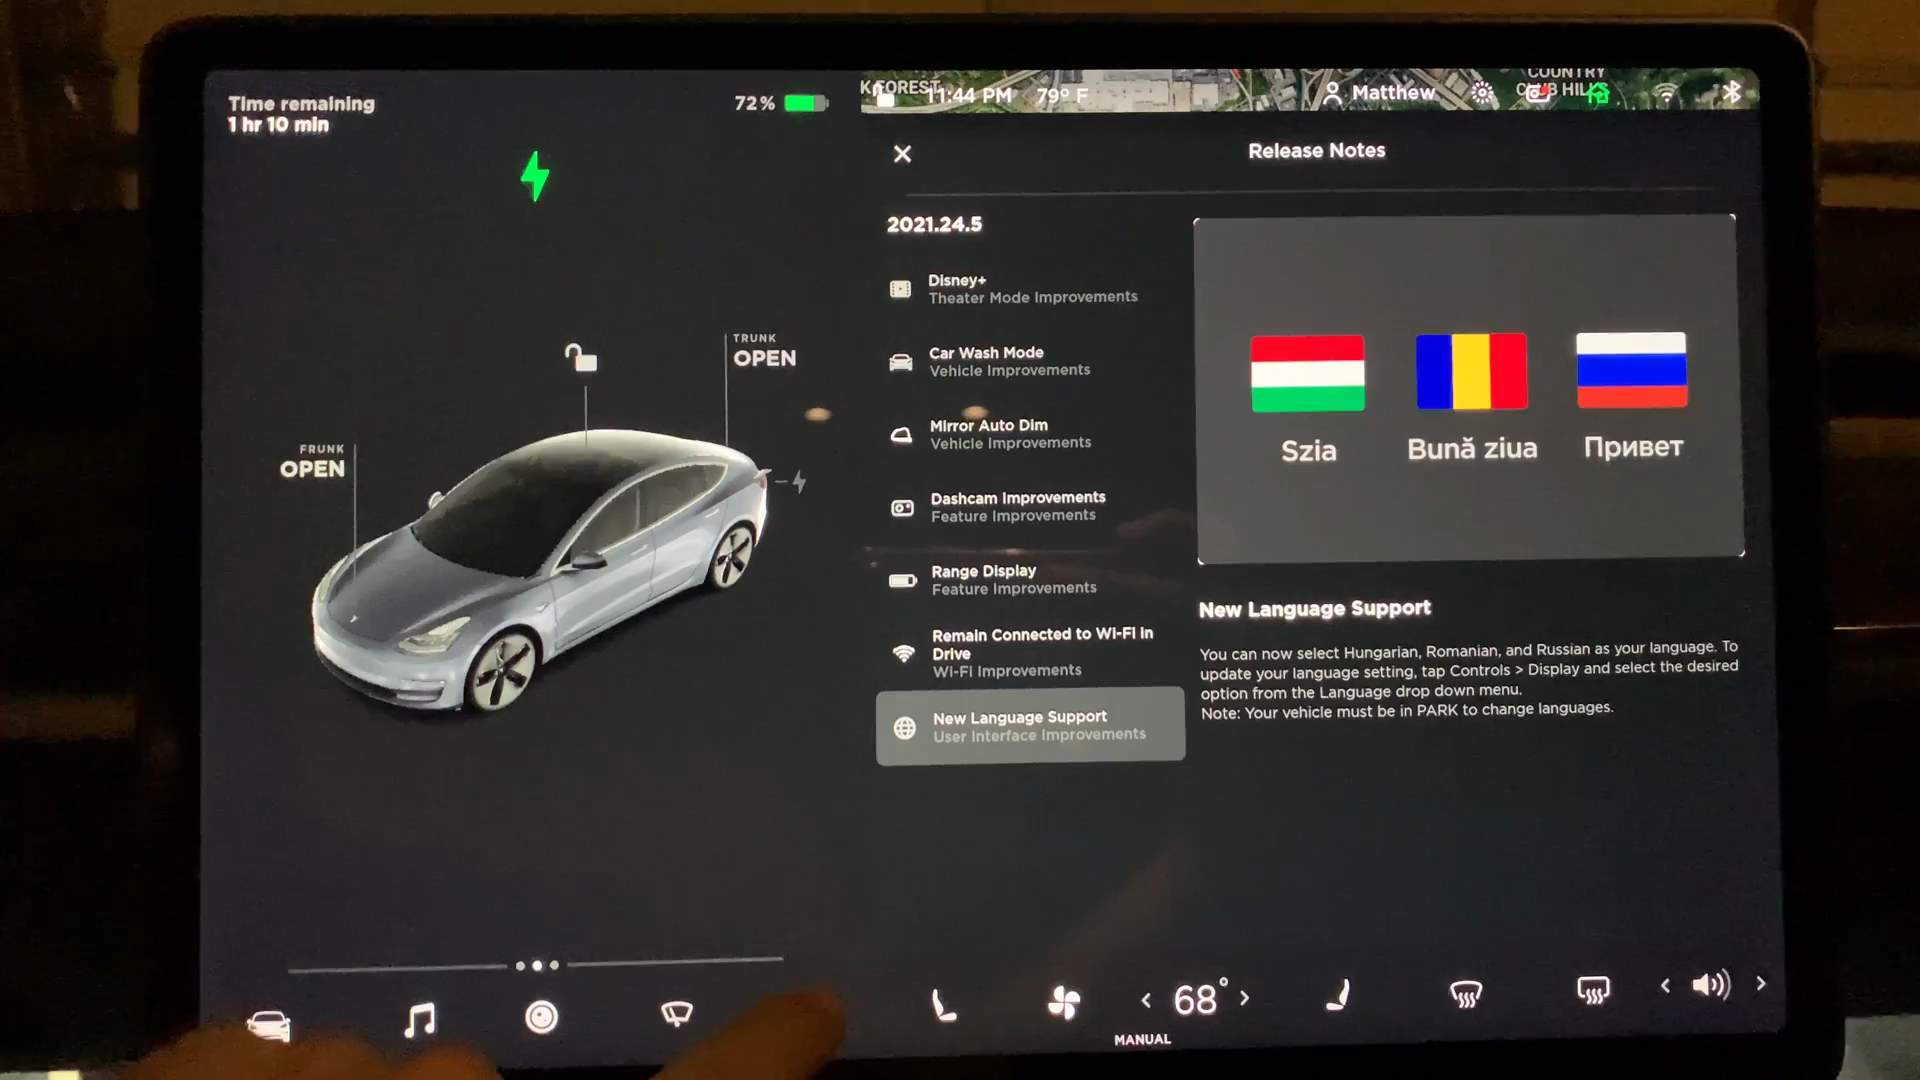 Time remaining
1 hr 10 min
72%
TRUNK
OPEN
FRUNK
OPEN
K FOREST
11:44 PM
79° F
Matthew
COUNTRY
CLUB HILLS
Release Notes
2021.24.5
Disney+
Theater Mode Improvements
Car Wash Mode
Vehicle Improvements
Mirror Auto Dim
Vehicle Improvements
Dashcam Improvements
Feature Improvements
Range Display
Feature Improvements
Remain Connected to Wi-Fi in
Drive
Wi-Fi Improvements
New Language Support
User Interface Improvements
Szia
Bună ziua
Привет
New Language Support
You can now select Hungarian, Romanian, and Russian as your language. To
update your language setting, tap Controls > Display and select the desired
option from the Language drop down menu.
Note: Your vehicle must be in PARK to change languages.
< 68° >
MANUAL
< >